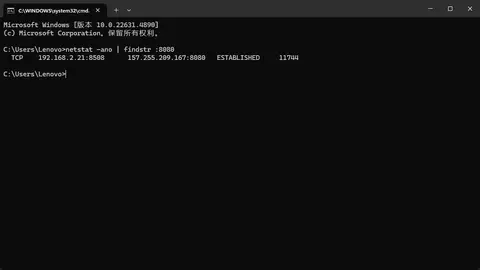 C:\WINDOWS\system32\cmd.
Microsoft Windows [版本 10.0.22631.4890]
(c) Microsoft Corporation。保留所有权利。
C:\Users\Lenovo>netstat -ano | findstr :8080
TCP    192.168.2.21:8508    157.255.209.167:8080    ESTABLISHED    11744
C:\Users\Lenovo>